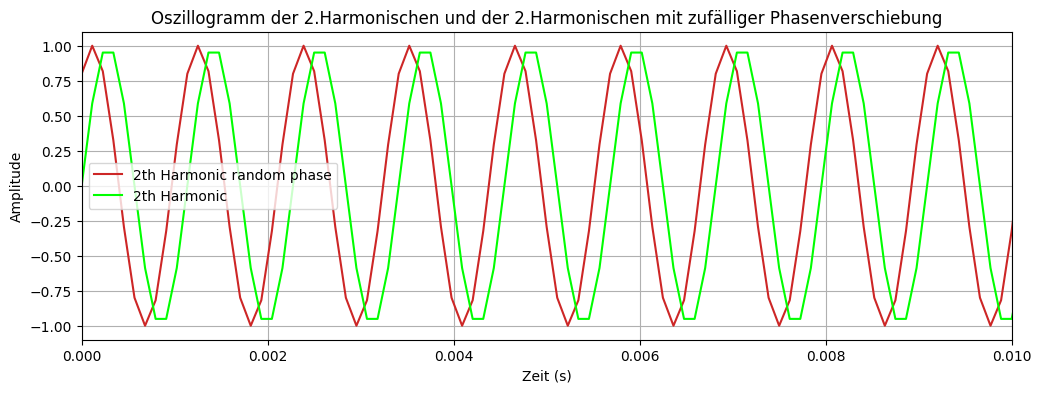 Oszillogramm der 2.Harmonischen und der 2.Harmonischen mit zufälliger Phasenverschiebung
1.00
0.75
0.50
0.25
0.00
−0.25
−0.50
−0.75
−1.00
Amplitude
2th Harmonic random phase
2th Harmonic
0.000 0.002 0.004 0.006 0.008 0.010
Zeit (s)